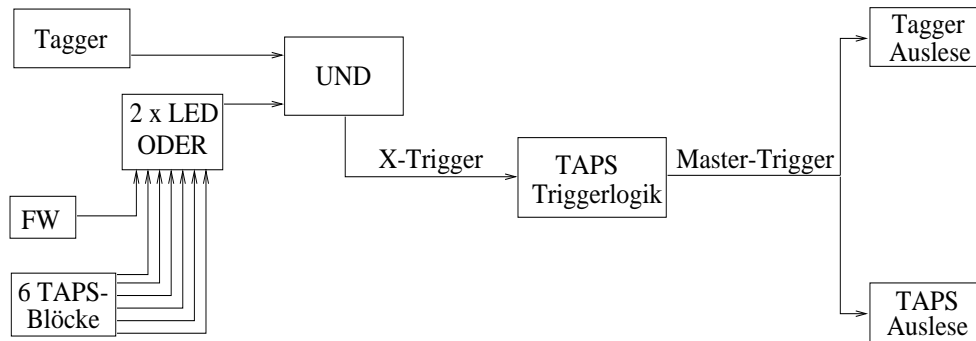 Tagger
UND
2 x LED
ODER
FW
6 TAPS-
Blöcke
X-Trigger
TAPS
Triggerlogik
Master-Trigger
Tagger
Auslese
TAPS
Auslese